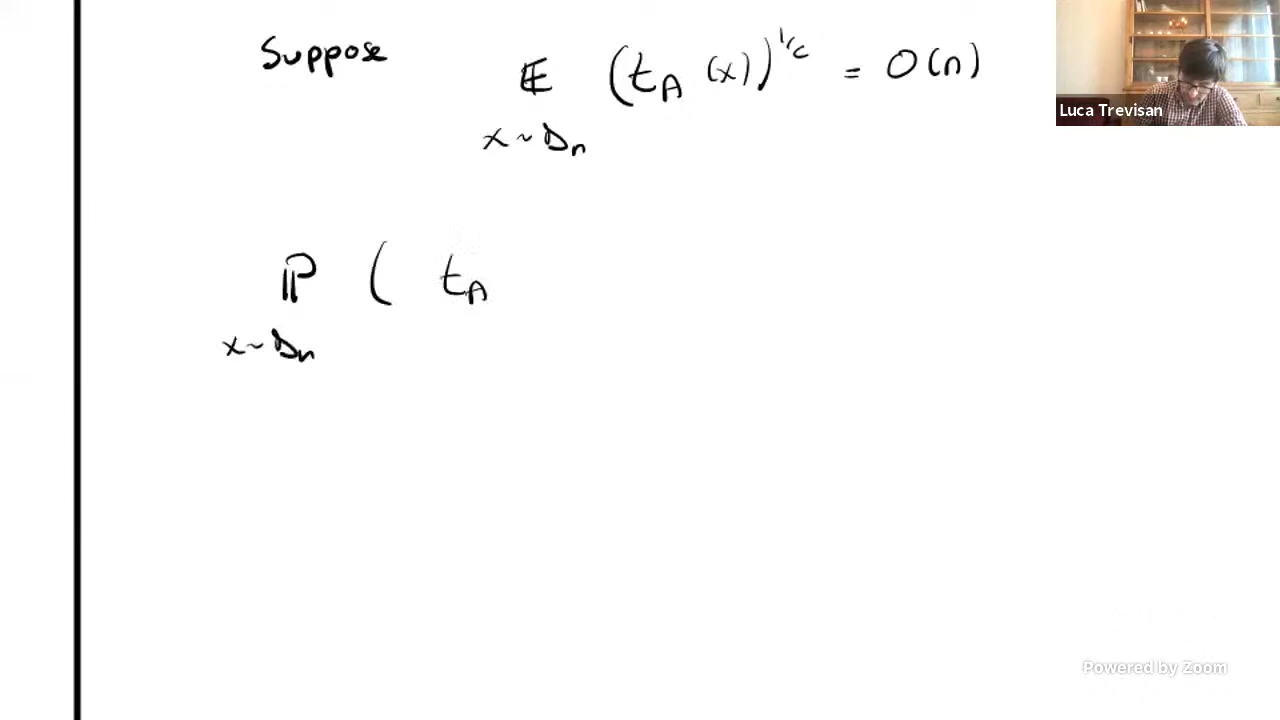 Suppose 𝔼 (t_A (x))^{1/c} = O(n)
x ~ D_n
ℙ ( t_A
x ~ D_n
Luca Trevisan
Powered by Zoom